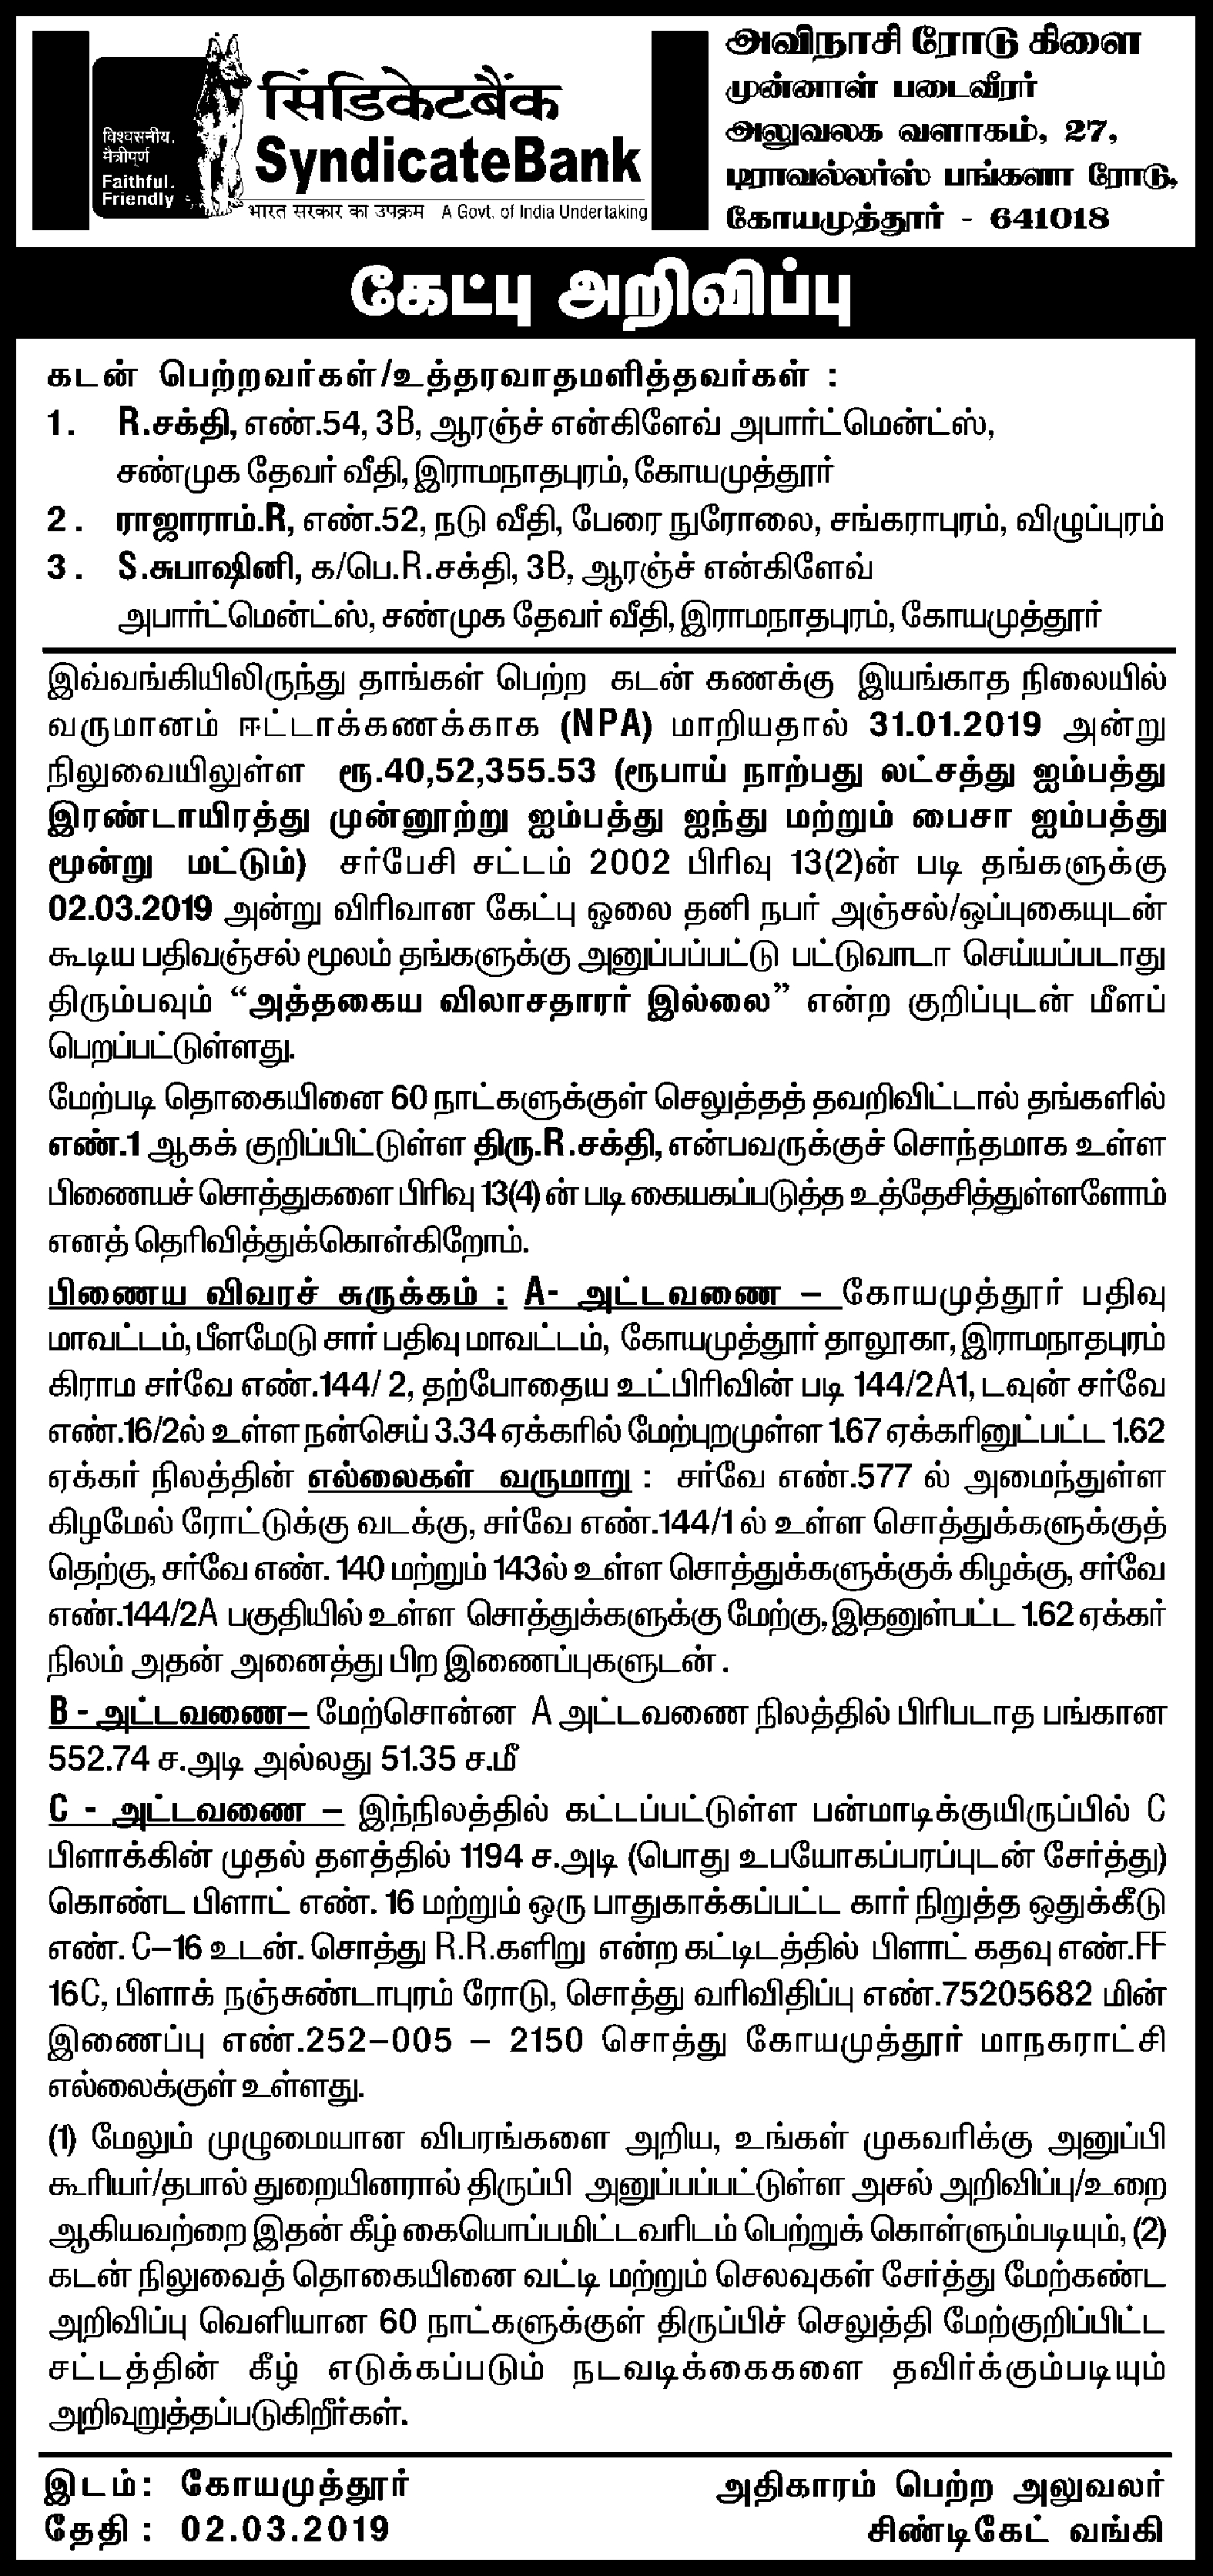 विश्वसनीय.
मैत्रीपूर्ण
Faithful.
Friendly
सिंडिकेटबैंक
SyndicateBank
भारत सरकार का उपक्रम A Govt. of India Undertaking
அவிநாசி ரோடு கிளை
முன்னாள் படைவீரர்
அலுவலக வளாகம், 27,
டிராவல்லர்ஸ் பங்களா ரோடு,
கோயமுத்தூர் - 641018
கேட்பு அறிவிப்பு
கடன் பெற்றவர்கள்/உத்தரவாதமளித்தவர்கள் :
1. R.சக்தி, எண்.54, 3B, ஆரஞ்ச் என்கிளேவ் அபார்ட்மென்ட்ஸ்,
சண்முக தேவர் வீதி, இராமநாதபுரம், கோயமுத்தூர்
2. ராஜாராம்.R, எண்.52, நடு வீதி, பேரை நுரோலை, சங்கராபுரம், விழுப்புரம்
3. S.சுபாஷினி, க/பெ.R.சக்தி, 3B, ஆரஞ்ச் என்கிளேவ்
அபார்ட்மென்ட்ஸ், சண்முக தேவர் வீதி, இராமநாதபுரம், கோயமுத்தூர்
இவ்வங்கியிலிருந்து தாங்கள் பெற்ற கடன் கணக்கு இயங்காத நிலையில்
வருமானம் ஈட்டாக்கணக்காக (NPA) மாறியதால் 31.01.2019 அன்று
நிலுவையிலுள்ள ரூ.40,52,355.53 (ரூபாய் நாற்பது லட்சத்து ஐம்பத்து
இரண்டாயிரத்து முன்னூற்று ஐம்பத்து ஐந்து மற்றும் பைசா ஐம்பத்து
மூன்று மட்டும்) சர்பேசி சட்டம் 2002 பிரிவு 13(2)ன் படி தங்களுக்கு
02.03.2019 அன்று விரிவான கேட்பு ஓலை தனி நபர் அஞ்சல்/ஒப்புகையுடன்
கூடிய பதிவஞ்சல் மூலம் தங்களுக்கு அனுப்பப்பட்டு பட்டுவாடா செய்யப்படாது
திரும்பவும் “அத்தகைய விலாசதாரர் இல்லை” என்ற குறிப்புடன் மீளப்
பெறப்பட்டுள்ளது.
மேற்படி தொகையினை 60 நாட்களுக்குள் செலுத்தத் தவறிவிட்டால் தங்களில்
எண்.1 ஆகக் குறிப்பிட்டுள்ள திரு.R.சக்தி, என்பவருக்குச் சொந்தமாக உள்ள
பிணையச் சொத்துகளை பிரிவு 13(4) ன் படி கையகப்படுத்த உத்தேசித்துள்ளளோம்
எனத் தெரிவித்துக்கொள்கிறோம்.
பிணைய விவரச் சுருக்கம் : A- அட்டவணை – கோயமுத்தூர் பதிவு
மாவட்டம், பீளமேடு சார் பதிவு மாவட்டம், கோயமுத்தூர் தாலூகா, இராமநாதபுரம்
கிராம சர்வே எண்.144/ 2, தற்போதைய உட்பிரிவின் படி 144/2A1, டவுன் சர்வே
எண்.16/2ல் உள்ள நன்செய் 3.34 ஏக்கரில் மேற்புறமுள்ள 1.67 ஏக்கரினுட்பட்ட 1.62
ஏக்கர் நிலத்தின் எல்லைகள் வருமாறு : சர்வே எண்.577 ல் அமைந்துள்ள
கிழமேல் ரோட்டுக்கு வடக்கு, சர்வே எண்.144/1 ல் உள்ள சொத்துக்களுக்குத்
தெற்கு, சர்வே எண். 140 மற்றும் 143ல் உள்ள சொத்துக்களுக்குக் கிழக்கு, சர்வே
எண்.144/2A பகுதியில் உள்ள சொத்துக்களுக்கு மேற்கு, இதனுள்பட்ட 1.62 ஏக்கர்
நிலம் அதன் அனைத்து பிற இணைப்புகளுடன் .
B - அட்டவணை– மேற்சொன்ன A அட்டவணை நிலத்தில் பிரிபடாத பங்கான
552.74 ச.அடி அல்லது 51.35 ச.மீ
C - அட்டவணை – இந்நிலத்தில் கட்டப்பட்டுள்ள பன்மாடிக்குயிருப்பில் C
பிளாக்கின் முதல் தளத்தில் 1194 ச.அடி (பொது உபயோகப்பரப்புடன் சேர்த்து)
கொண்ட பிளாட் எண். 16 மற்றும் ஒரு பாதுகாக்கப்பட்ட கார் நிறுத்த ஒதுக்கீடு
எண். C–16 உடன். சொத்து R.R.களிறு என்ற கட்டிடத்தில் பிளாட் கதவு எண்.FF
16C, பிளாக் நஞ்சுண்டாபுரம் ரோடு, சொத்து வரிவிதிப்பு எண்.75205682 மின்
இணைப்பு எண்.252–005 – 2150 சொத்து கோயமுத்தூர் மாநகராட்சி
எல்லைக்குள் உள்ளது.
(1) மேலும் முழுமையான விபரங்களை அறிய, உங்கள் முகவரிக்கு அனுப்பி
கூரியர்/தபால் துறையினரால் திருப்பி அனுப்பப்பட்டுள்ள அசல் அறிவிப்பு/உறை
ஆகியவற்றை இதன் கீழ் கையொப்பமிட்டவரிடம் பெற்றுக் கொள்ளும்படியும், (2)
கடன் நிலுவைத் தொகையினை வட்டி மற்றும் செலவுகள் சேர்த்து மேற்கண்ட
அறிவிப்பு வெளியான 60 நாட்களுக்குள் திருப்பிச் செலுத்தி மேற்குறிப்பிட்ட
சட்டத்தின் கீழ் எடுக்கப்படும் நடவடிக்கைகளை தவிர்க்கும்படியும்
அறிவுறுத்தப்படுகிறீர்கள்.
இடம் : கோயமுத்தூர்
தேதி : 02.03.2019
அதிகாரம் பெற்ற அலுவலர்
சிண்டிகேட் வங்கி